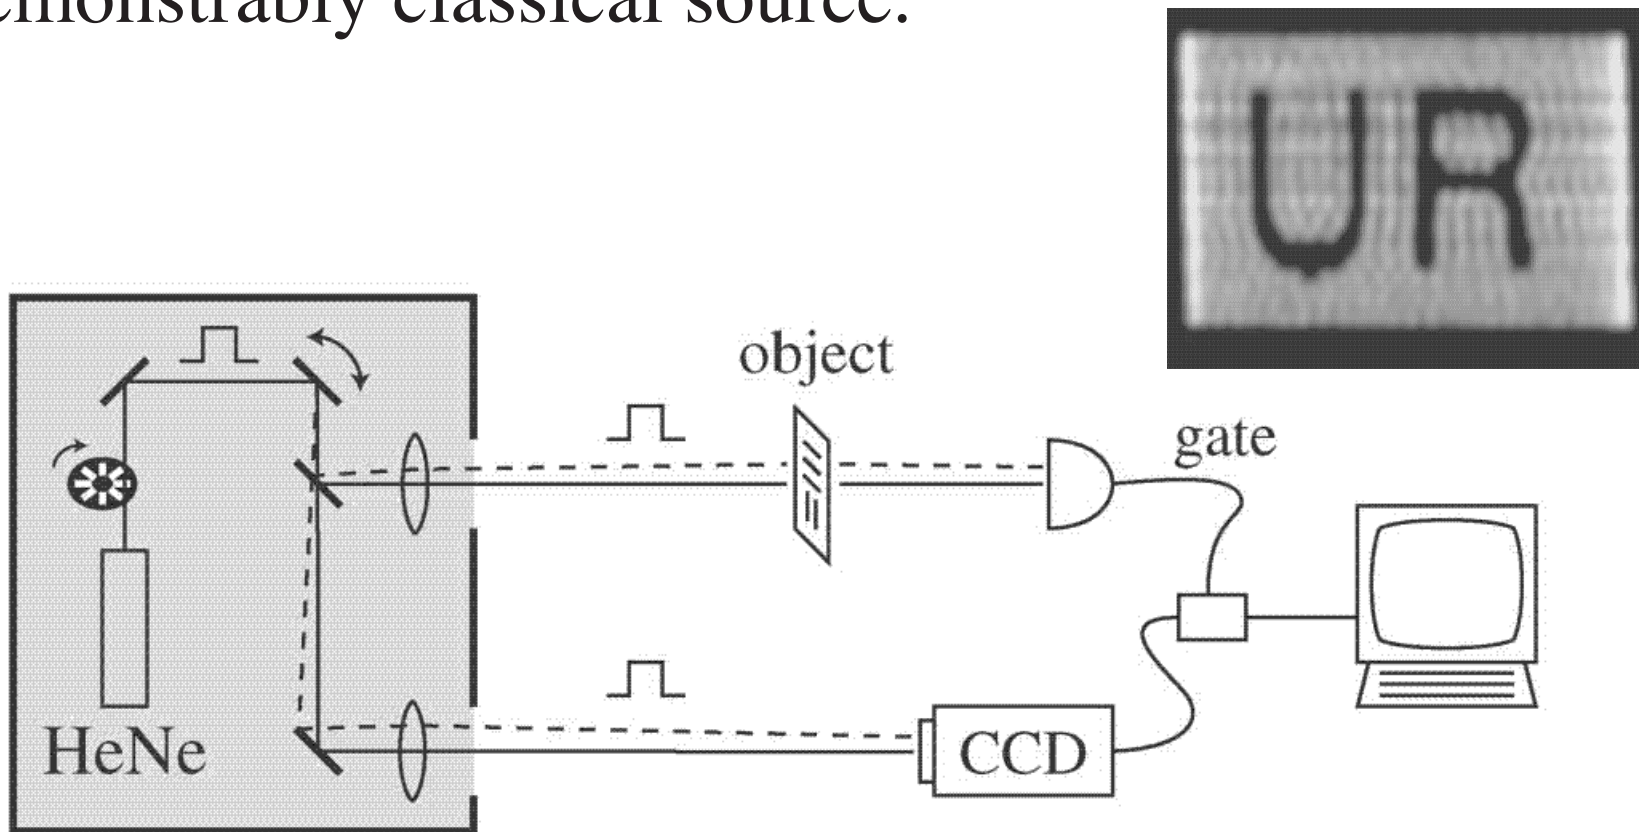 emonstrably classical source.
UR
object
gate
HeNe
CCD